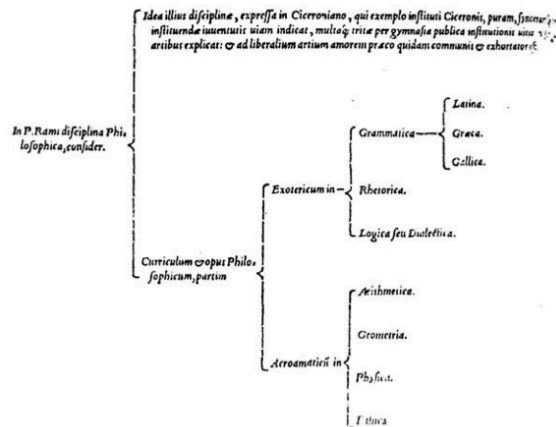 Idea illius disciplinæ, expressa in Ciceroniano, qui exemplo instituti Ciceronis, puram,
instituendæ iuuentutis uiam indicat, multaq; tritæ per gymnasia publica institutionis uitia
artibus explicat: & ad liberalium artium amorem præco quidam communis & exhortator
In P. Rami disciplina Phi-
losophica, consider.
Latina.
Grammatica
Græca.
Gallica.
Exotericum in
Rhetorica.
Logica seu Dialectica.
Curriculum & opus Philo-
sophicum, partim
Arithmetica.
Geometria.
Acroamaticũ in
Physica.
Ethica